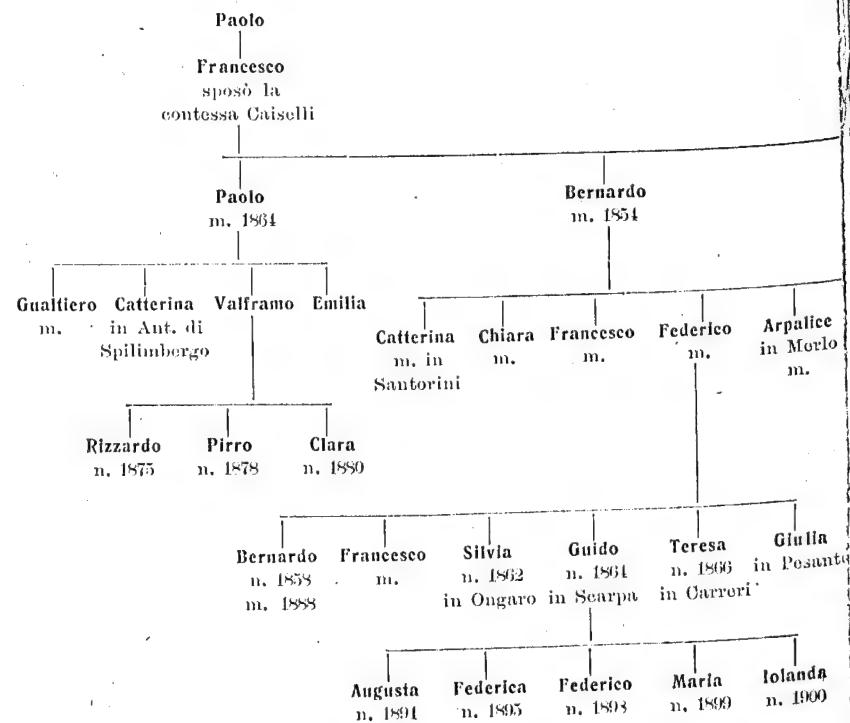 Paolo
Francesco
sposò la
contessa Caiselli
Paolo
m. 1864
Bernardo
m. 1854
Gualtiero
m.
Catterina
in Ant. di
Spilimbergo
Valframo
Emilia
Catterina
m. in
Santorini
Chiara
m.
Francesco
m.
Federico
m.
Arpalice
in Merlo
m.
Rizzardo
n. 1875
Pirro
n. 1878
Clara
n. 1880
Bernardo
n. 1858
m. 1888
Francesco
m.
Silvia
n. 1862
in Ongaro
Guido
n. 1864
in Scarpa
Teresa
n. 1866
in Carreri
Giulia
in Pesante
Augusta
n. 1894
Federica
n. 1895
Federico
n. 1898
Maria
n. 1899
Iolanda
n. 1900